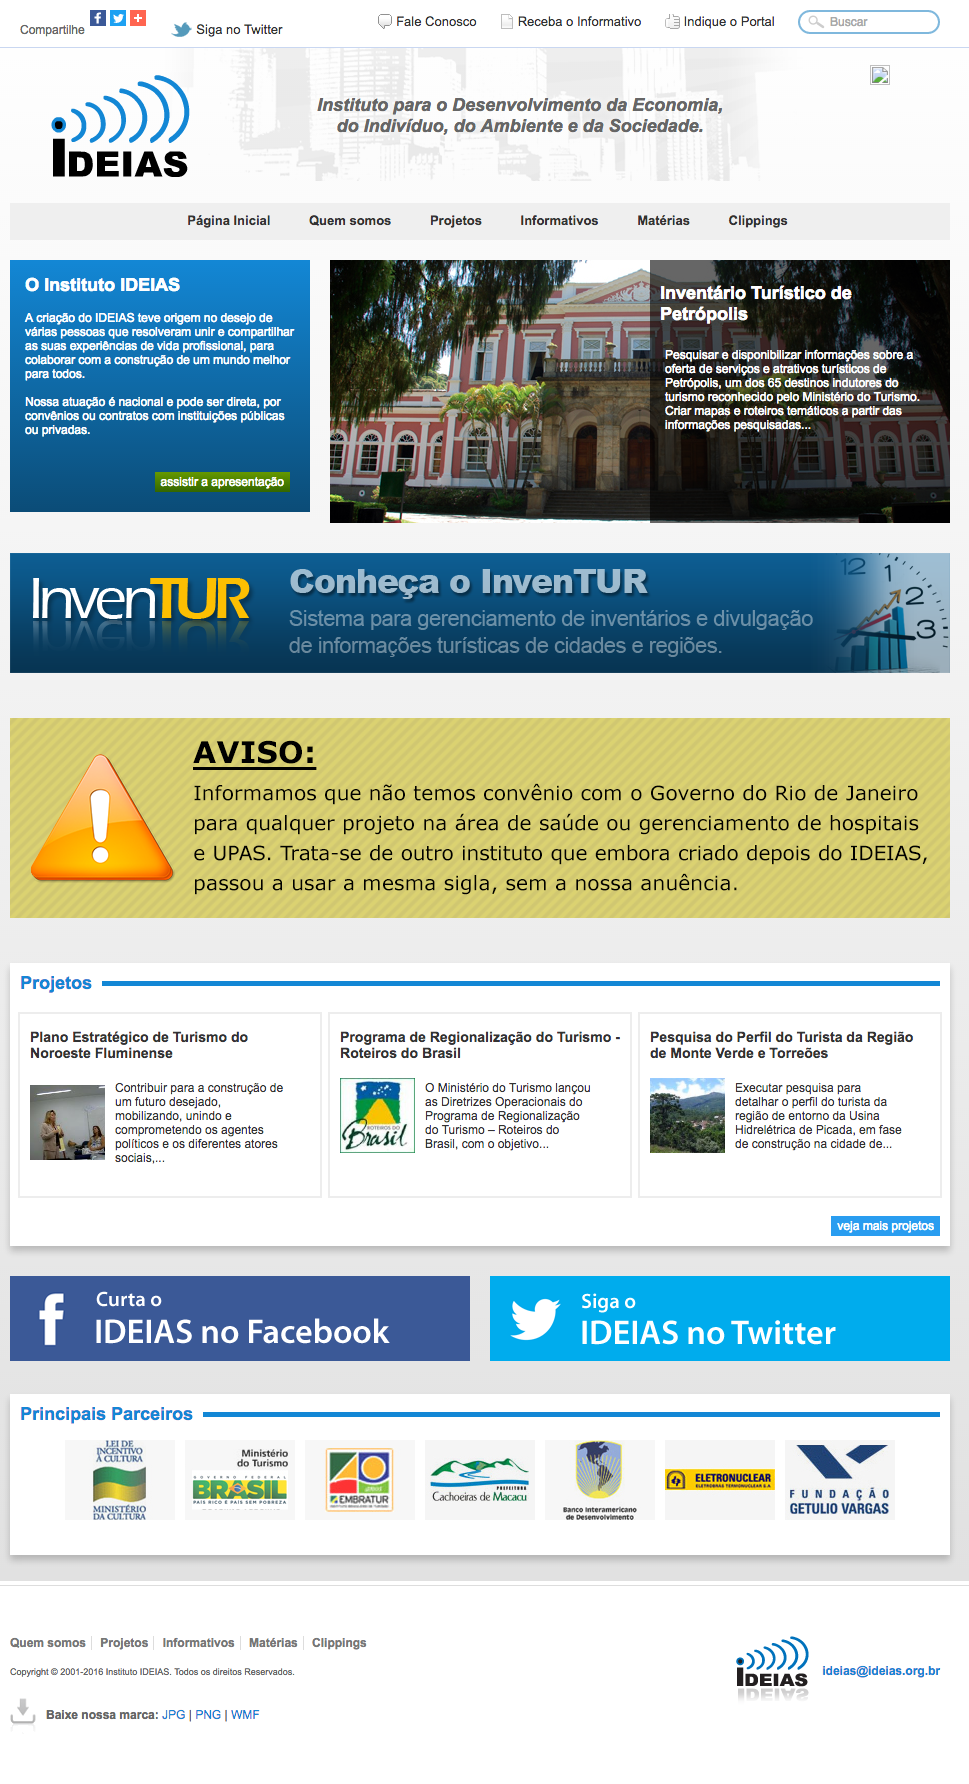 Compartilhe
Siga no Twitter
Fale Conosco
Receba o Informativo
Indique o Portal
Buscar
IDEIAS
Instituto para o Desenvolvimento da Economia,
do Indivíduo, do Ambiente e da Sociedade.
Página Inicial
Quem somos
Projetos
Informativos
Matérias
Clippings
O Instituto IDEIAS
A criação do IDEIAS teve origem no desejo de
várias pessoas que resolveram unir e compartilhar
as suas experiências de vida profissional, para
colaborar com a construção de um mundo melhor
para todos.
Nossa atuação é nacional e pode ser direta, por
convênios ou contratos com instituições públicas
ou privadas.
assistir a apresentação
Inventário Turístico de
Petrópolis
Pesquisar e disponibilizar informações sobre a
oferta de serviços e atrativos turísticos de
Petrópolis, um dos 65 destinos indutores do
turismo reconhecido pelo Ministério do Turismo.
Criar mapas e roteiros temáticos a partir das
informações pesquisadas...
InvenTUR
Conheça o InvenTUR
Sistema para gerenciamento de inventários e divulgação
de informações turísticas de cidades e regiões.
12
1
2
3
AVISO:
Informamos que não temos convênio com o Governo do Rio de Janeiro
para qualquer projeto na área de saúde ou gerenciamento de hospitais
e UPAS. Trata-se de outro instituto que embora criado depois do IDEIAS,
passou a usar a mesma sigla, sem a nossa anuência.
Projetos
Plano Estratégico de Turismo do
Noroeste Fluminense
Contribuir para a construção de
um futuro desejado,
mobilizando, unindo e
comprometendo os agentes
políticos e os diferentes atores
sociais,...
Programa de Regionalização do Turismo -
Roteiros do Brasil
ROTEIROS DO
Brasil
O Ministério do Turismo lançou
as Diretrizes Operacionais do
Programa de Regionalização
do Turismo – Roteiros do
Brasil, com o objetivo...
Pesquisa do Perfil do Turista da Região
de Monte Verde e Torreões
Executar pesquisa para
detalhar o perfil do turista da
região de entorno da Usina
Hidrelétrica de Picada, em fase
de construção na cidade de...
veja mais projetos
Curta o
IDEIAS no Facebook
Siga o
IDEIAS no Twitter
Principais Parceiros
LEI DE
INCENTIVO
À CULTURA
MINISTÉRIO
DA CULTURA
Ministério
do Turismo
GOVERNO FEDERAL
BRASIL
PAÍS RICO É PAÍS SEM POBREZA
40
anos
EMBRATUR
PREFEITURA
Cachoeiras de Macacu
Banco Interamericano
de Desenvolvimento
ELETRONUCLEAR
ELETROBRAS TERMONUCLEAR S.A
FUNDAÇÃO
GETULIO VARGAS
Quem somos
Projetos
Informativos
Matérias
Clippings
Copyright © 2001-2016 Instituto IDEIAS. Todos os direitos Reservados.
Baixe nossa marca: JPG | PNG | WMF
IDEIAS
ideias@ideias.org.br